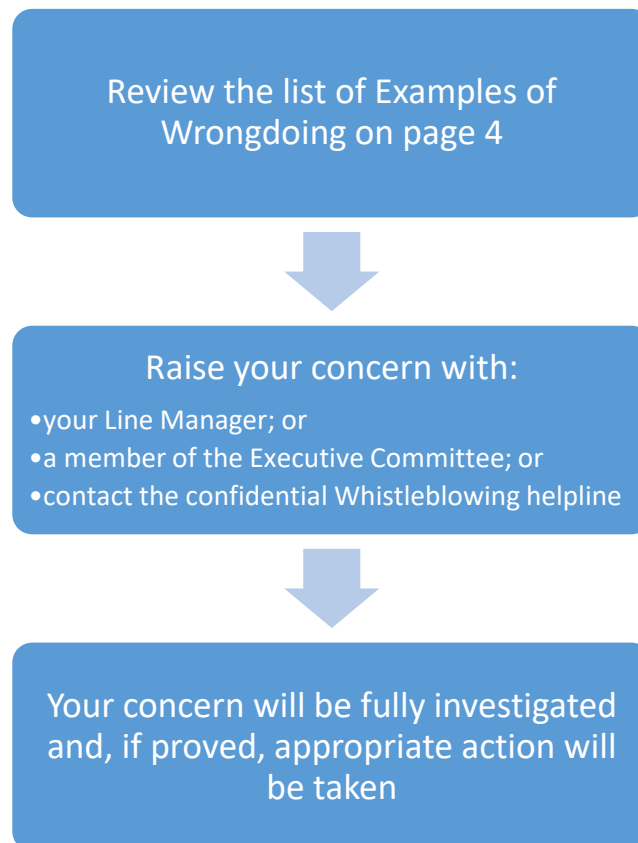 Review the list of Examples of
Wrongdoing on page 4
Raise your concern with:
•your Line Manager; or
•a member of the Executive Committee; or
•contact the confidential Whistleblowing helpline
Your concern will be fully investigated
and, if proved, appropriate action will
be taken